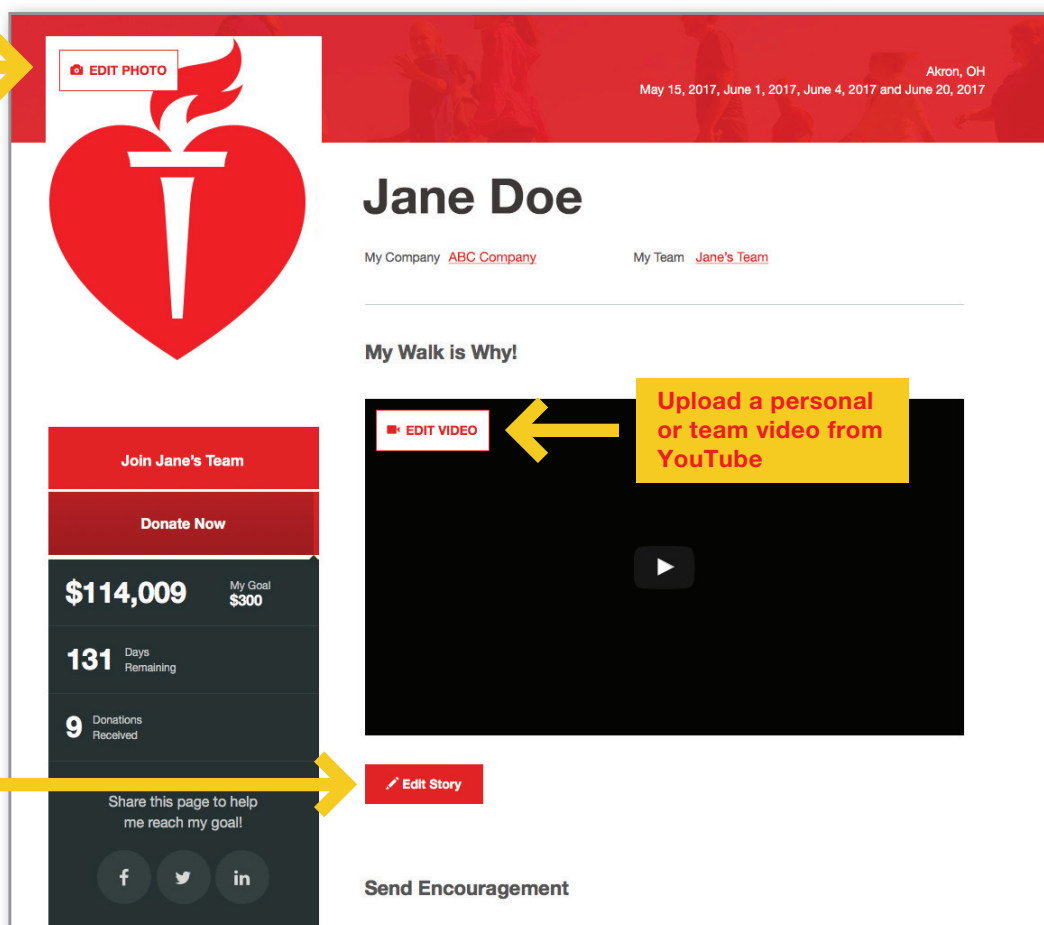 EDIT PHOTO
Akron, OH
May 15, 2017, June 1, 2017, June 4, 2017 and June 20, 2017
Jane Doe
My Company ABC Company My Team Jane's Team
My Walk is Why!
EDIT VIDEO
Upload a personal
or team video from
YouTube
Join Jane's Team
Donate Now
$114,009 My Goal
$300
131 Days
Remaining
9 Donations
Received
Share this page to help
me reach my goal!
f in
Edit Story
Send Encouragement